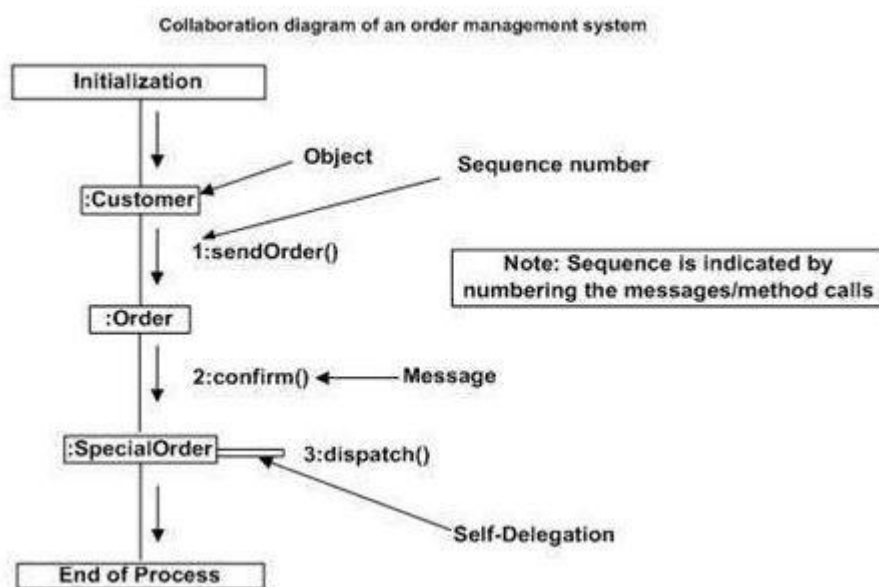 Collaboration diagram of an order management system
Initialization
Object
Sequence number
:Customer
1:sendOrder()
Note: Sequence is indicated by
numbering the messages/method calls
:Order
2:confirm()
Message
:SpecialOrder
3:dispatch()
Self-Delegation
End of Process